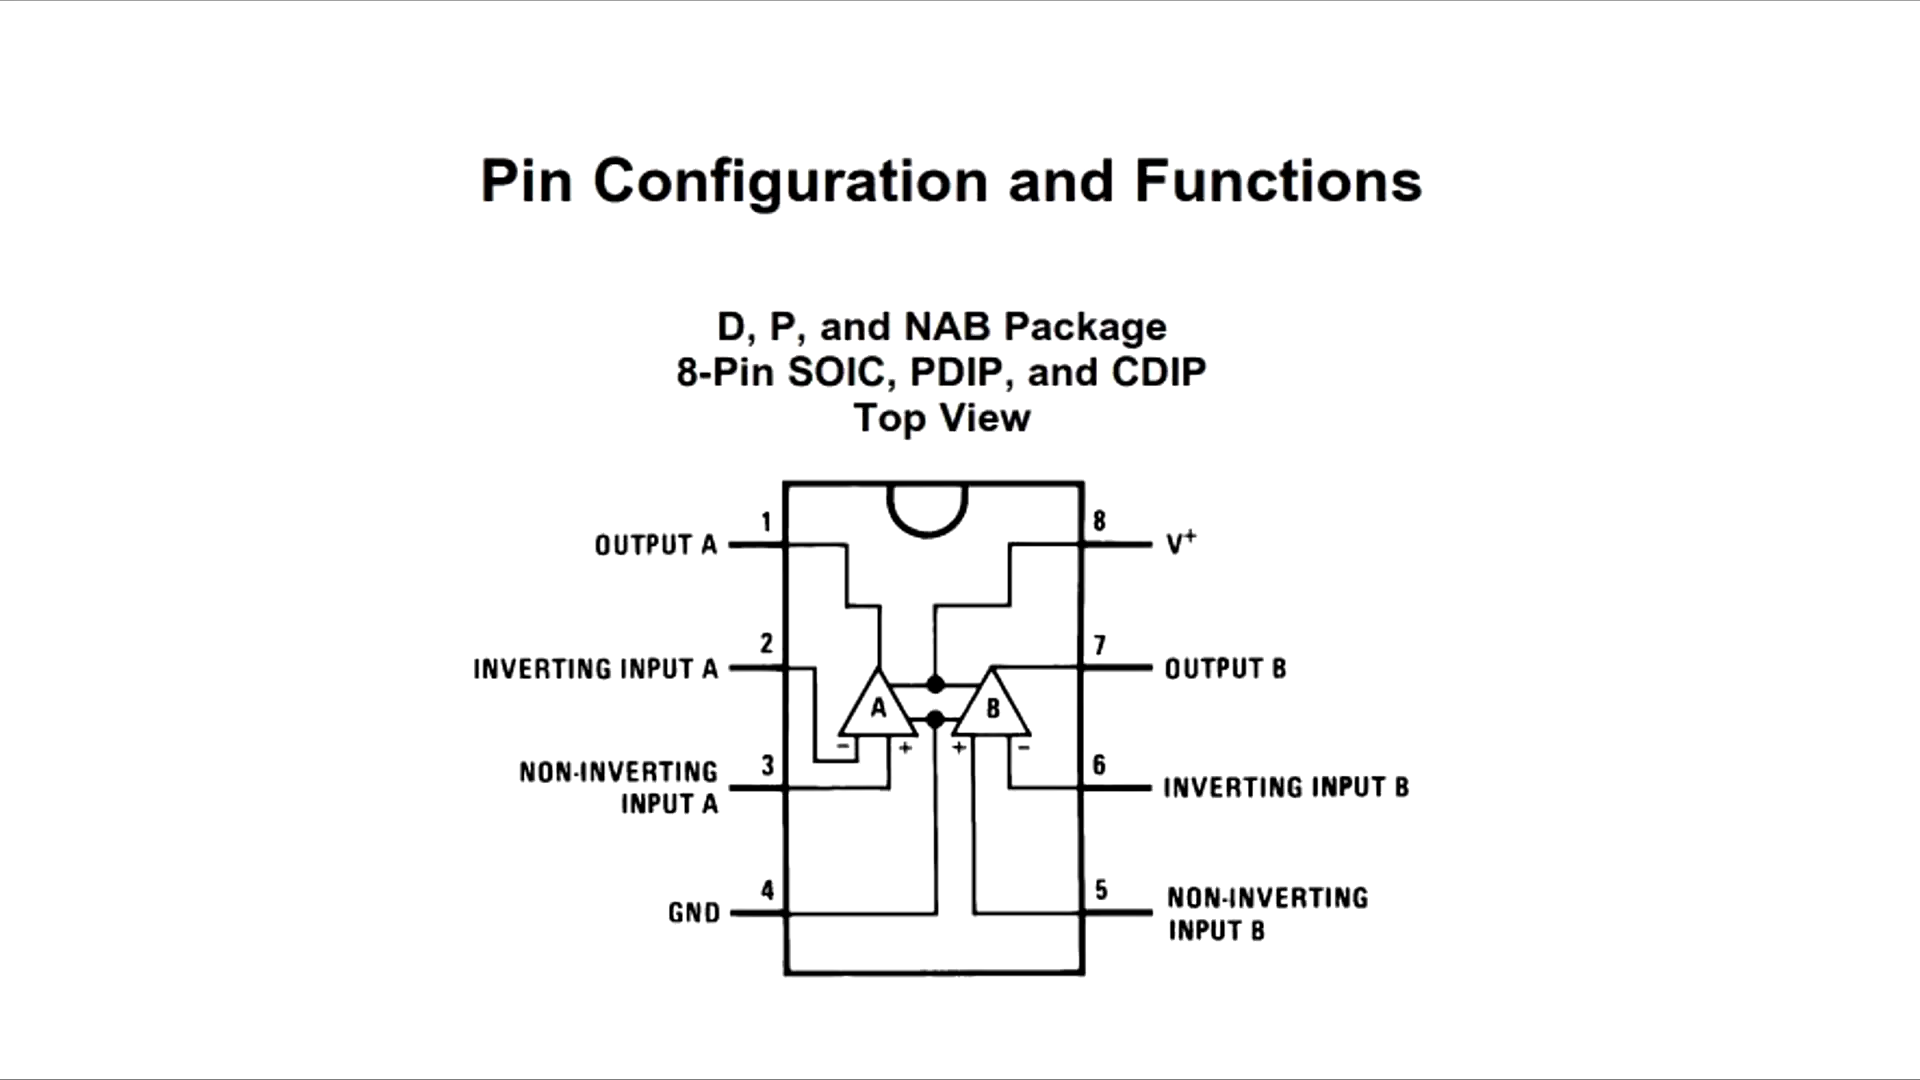 Pin Configuration and Functions
D, P, and NAB Package
8-Pin SOIC, PDIP, and CDIP
Top View
1
OUTPUT A
8
V+
2
INVERTING INPUT A
7
OUTPUT B
A
B
- + + -
3
NON-INVERTING
INPUT A
6
INVERTING INPUT B
4
GND
5
NON-INVERTING
INPUT B